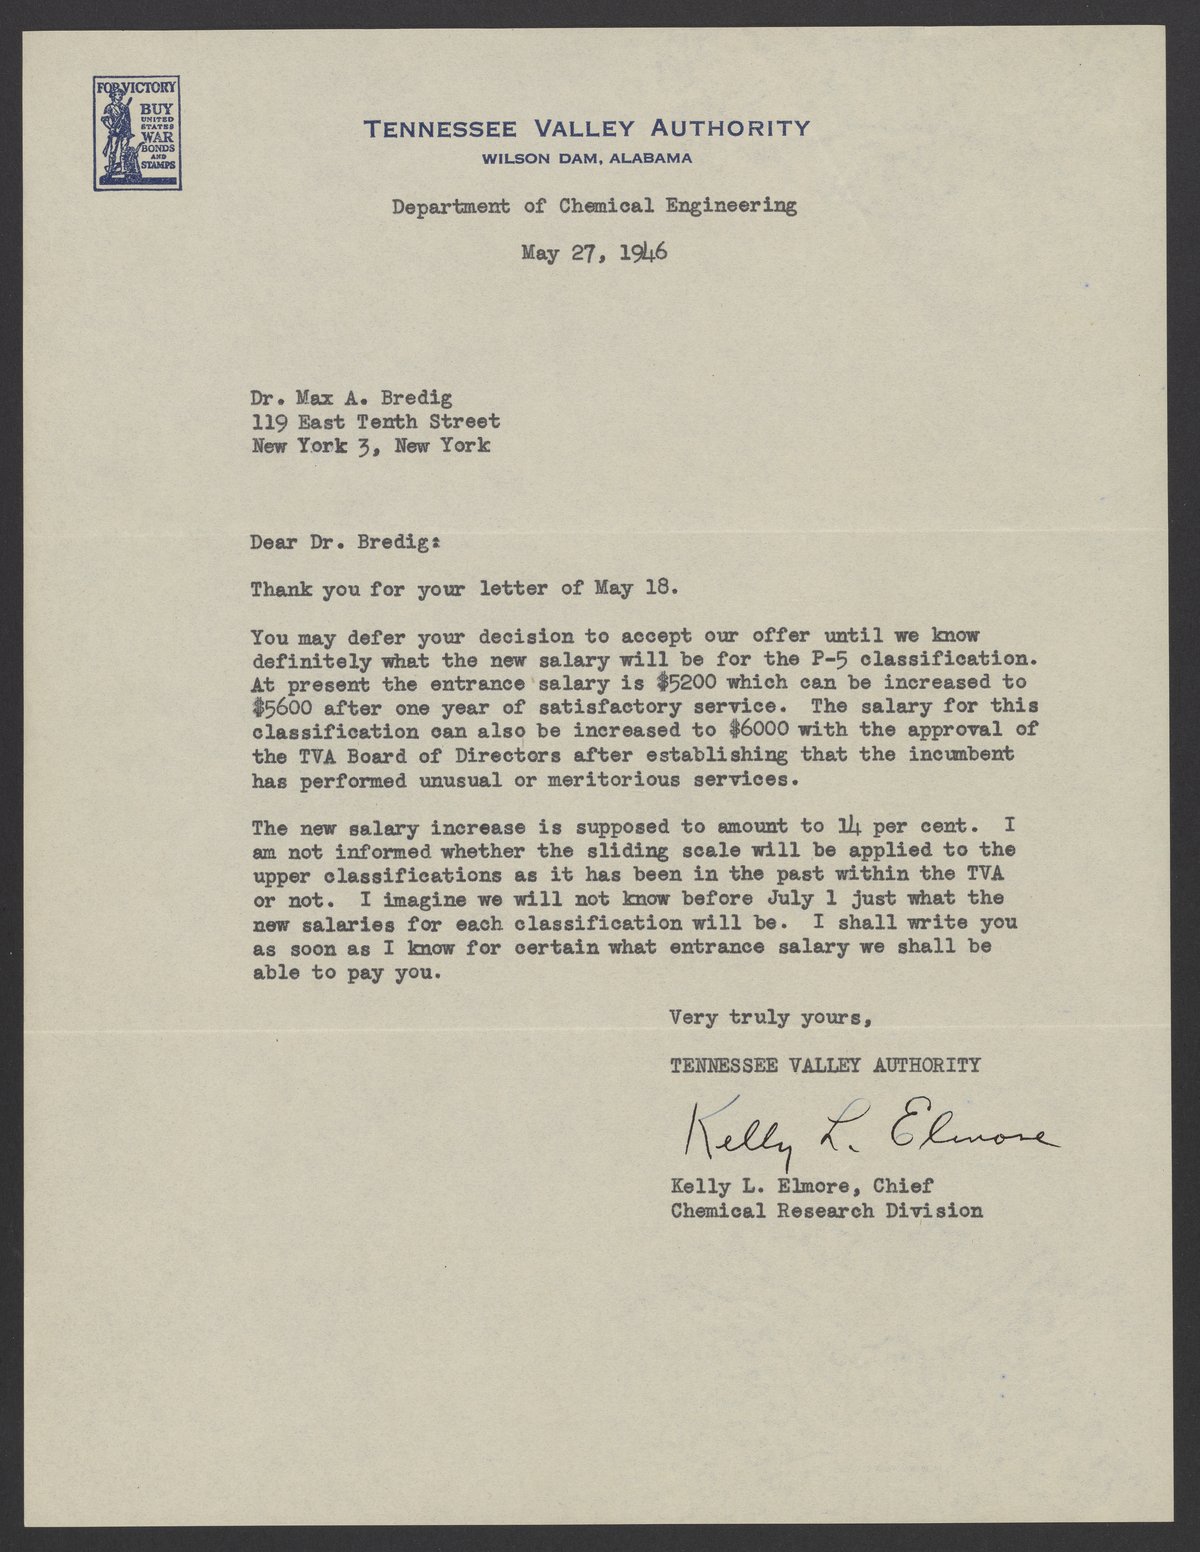 FOR VICTORY
BUY
UNITED
STATES
WAR
BONDS
AND
STAMPS
TENNESSEE VALLEY AUTHORITY
WILSON DAM, ALABAMA
Department of Chemical Engineering
May 27, 1946
Dr. Max A. Bredig
119 East Tenth Street
New York 3, New York
Dear Dr. Bredig:
Thank you for your letter of May 18.
You may defer your decision to accept our offer until we know
definitely what the new salary will be for the P-5 classification.
At present the entrance salary is $5200 which can be increased to
$5600 after one year of satisfactory service. The salary for this
classification can also be increased to $6000 with the approval of
the TVA Board of Directors after establishing that the incumbent
has performed unusual or meritorious services.
The new salary increase is supposed to amount to 14 per cent. I
am not informed whether the sliding scale will be applied to the
upper classifications as it has been in the past within the TVA
or not. I imagine we will not know before July 1 just what the
new salaries for each classification will be. I shall write you
as soon as I know for certain what entrance salary we shall be
able to pay you.
Very truly yours,
TENNESSEE VALLEY AUTHORITY
Kelly L. Elmore
Kelly L. Elmore, Chief
Chemical Research Division